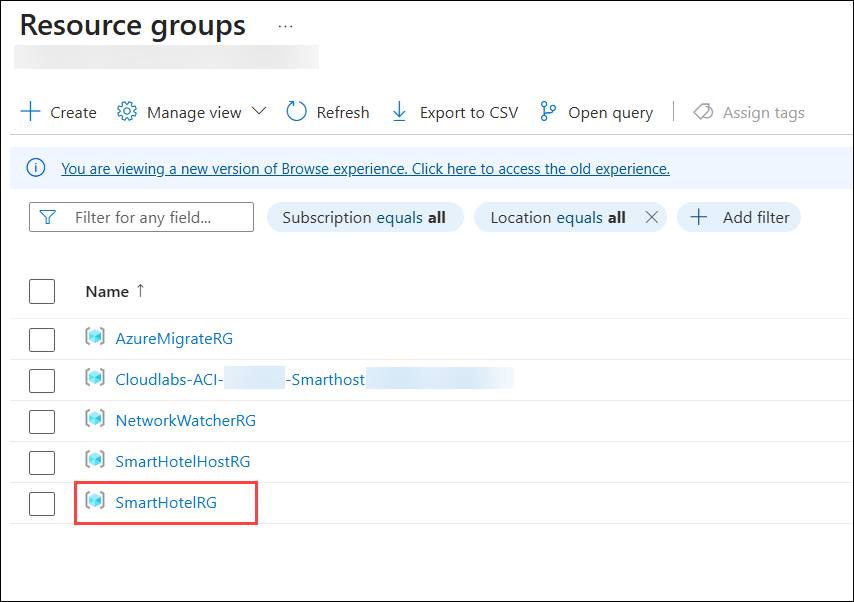 Resource groups ...
Create Manage view Refresh Export to CSV Open query Assign tags
You are viewing a new version of Browse experience. Click here to access the old experience.
Filter for any field... Subscription equals all Location equals all Add filter
Name ↑
AzureMigrateRG
Cloudlabs-ACI- -Smarthost
NetworkWatcherRG
SmartHotelHostRG
SmartHotelRG